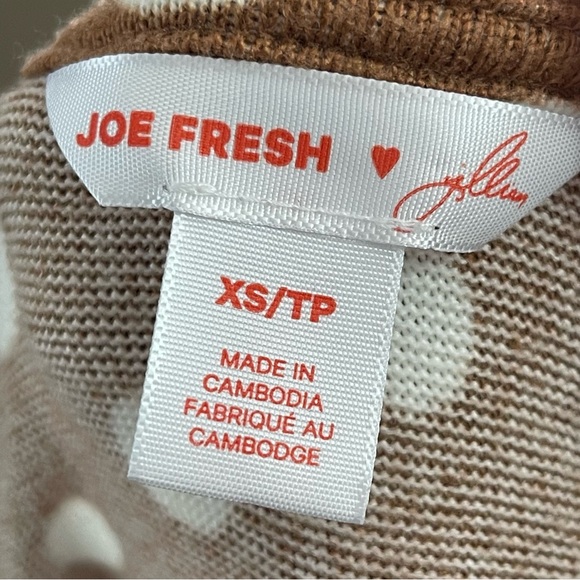 JOE FRESH ♥
XS/TP
MADE IN
CAMBODIA
FABRIQUÉ AU
CAMBODGE